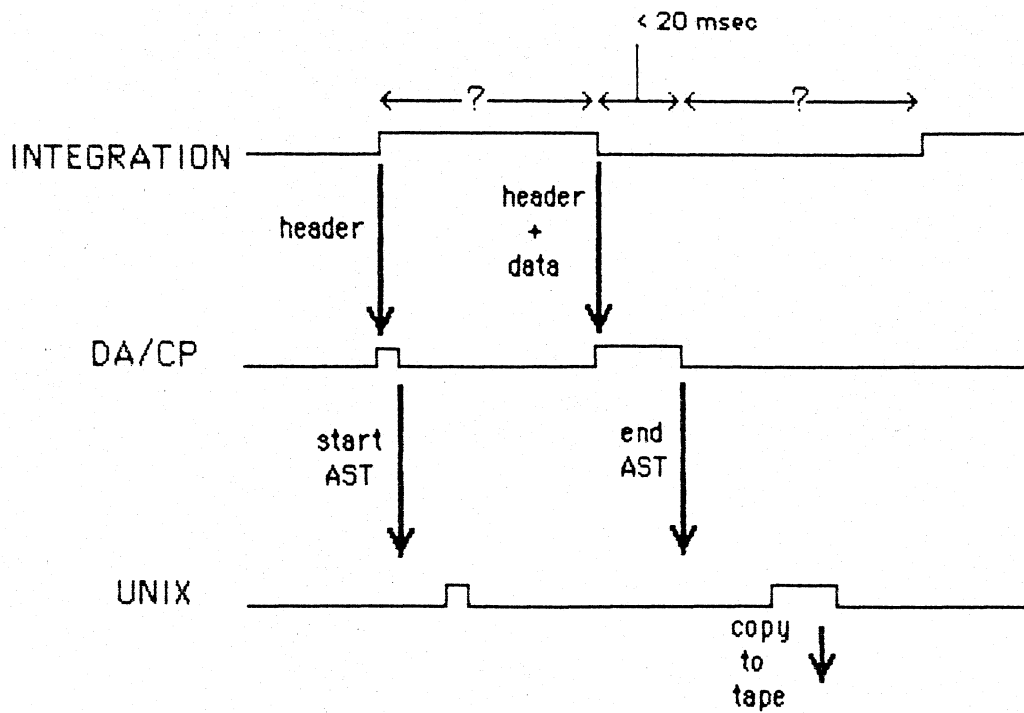 < 20 msec
?
?
INTEGRATION
header
header
+
data
DA/CP
start
AST
end
AST
UNIX
copy
to
tape